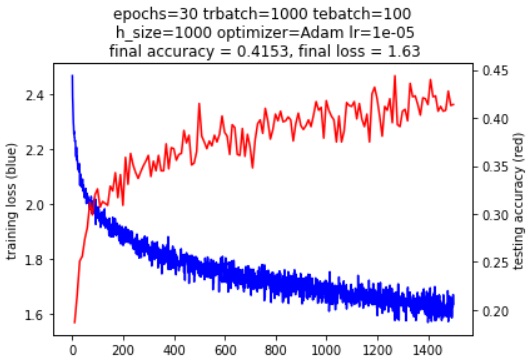 epochs=30 trbatch=1000 tebatch=100
h_size=1000 optimizer=Adam lr=1e-05
final accuracy = 0.4153, final loss = 1.63
2.4
2.2
2.0
1.8
1.6
training loss (blue)
0.45
0.40
0.35
0.30
0.25
0.20
testing accuracy (red)
0 200 400 600 800 1000 1200 1400